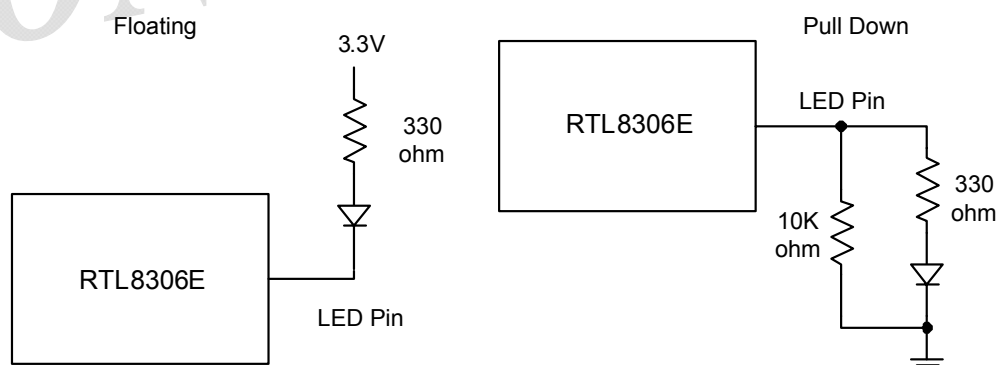 Floating
3.3V
330
ohm
RTL8306E
LED Pin
Pull Down
RTL8306E
LED Pin
10K
ohm
330
ohm